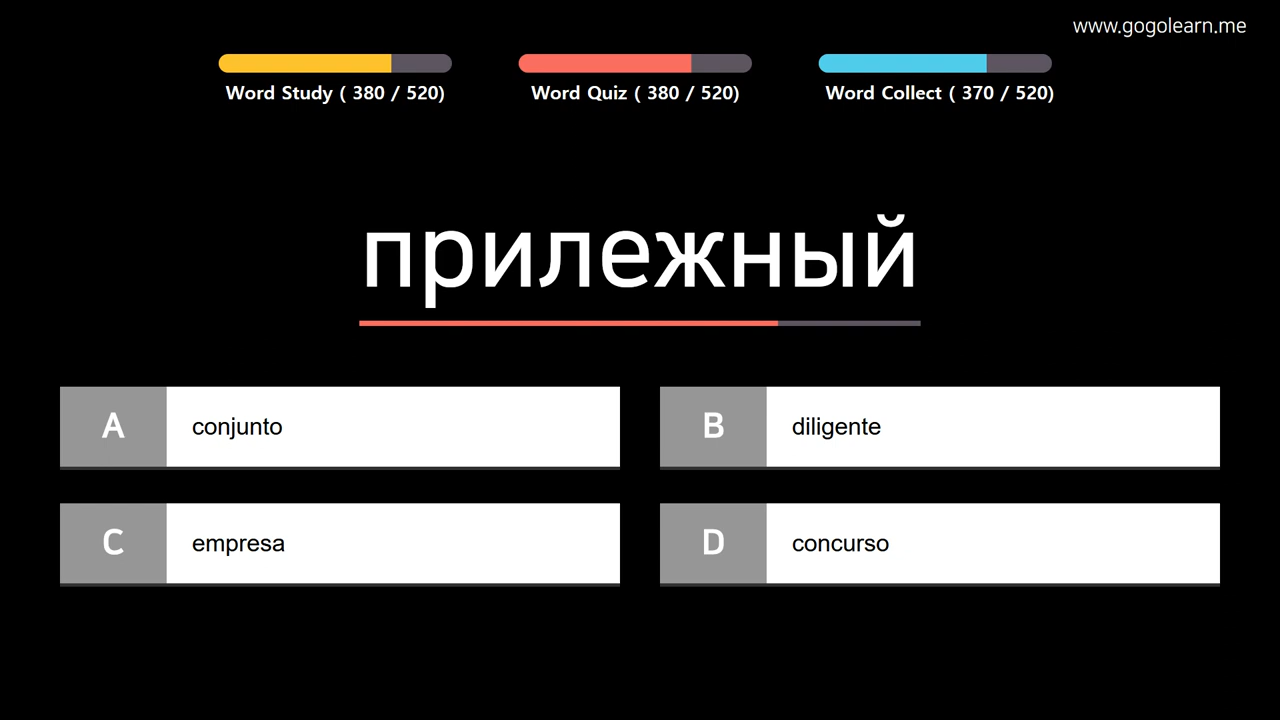 www.gogolearn.me
Word Study ( 380 / 520)
Word Quiz ( 380 / 520)
Word Collect ( 370 / 520)
прилежный
A conjunto
B diligente
C empresa
D concurso